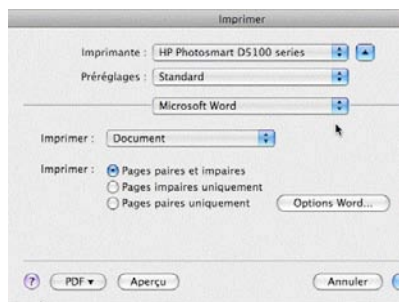 Imprimer
Imprimante : HP Photosmart D5100 series
Préréglages : Standard
Microsoft Word
Imprimer : Document
Imprimer : Pages paires et impaires
Pages impaires uniquement
Pages paires uniquement Options Word...
? PDF Aperçu Annuler